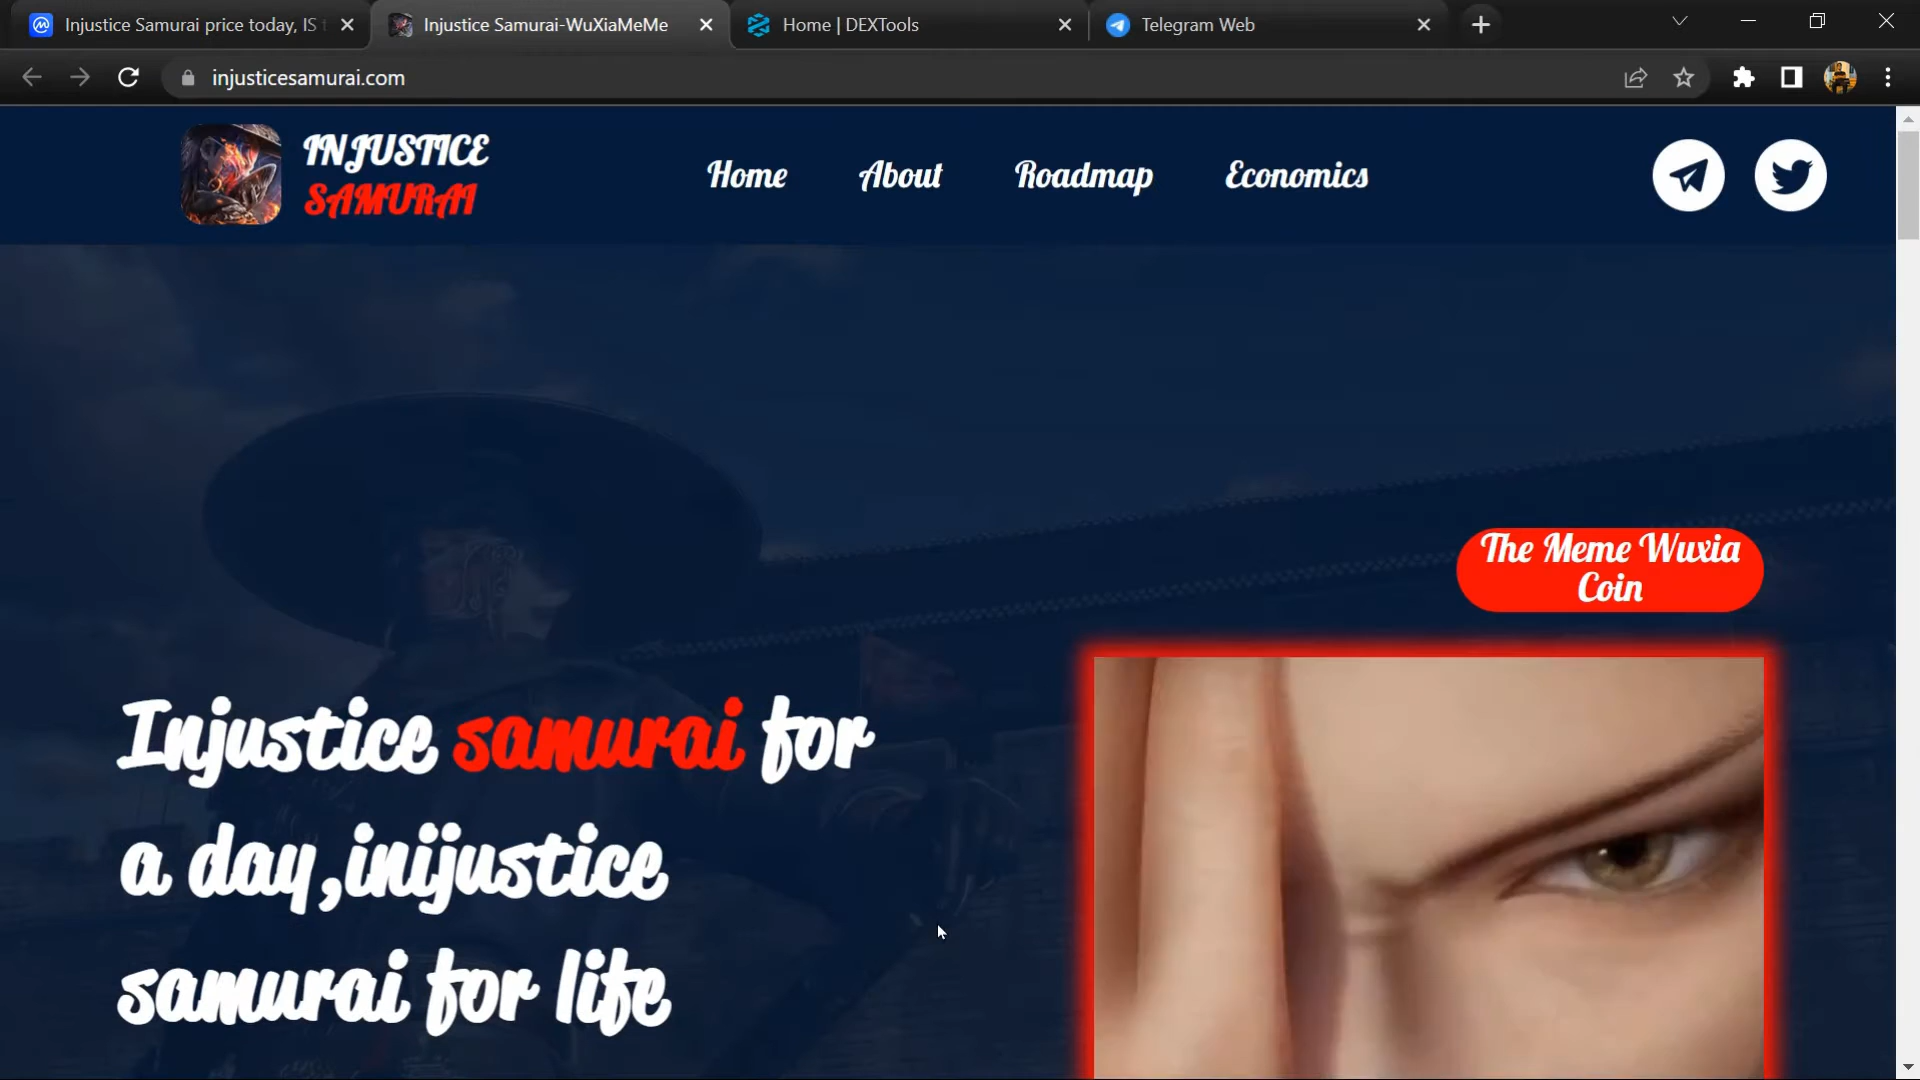 Injustice Samurai price today, IS t
Injustice Samurai-WuXiaMeMe
Home | DEXTools
Telegram Web
injusticesamurai.com
INJUSTICE
SAMURAI
Home
About
Roadmap
Economics
The Meme Wuxia
Coin
Injustice samurai for
a day,inijustice
samurai for life